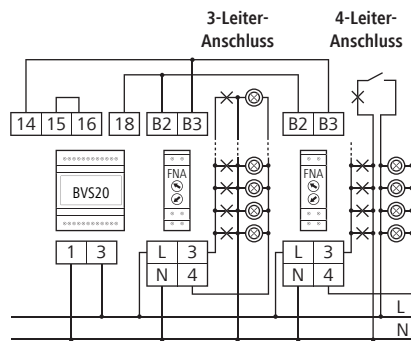 3-Leiter- 4-Leiter-
Anschluss Anschluss
14 15 16 18 B2 B3 B2 B3
FNA FNA
BVS20
1 3 L 3 L 3
N 4 N 4
L
N